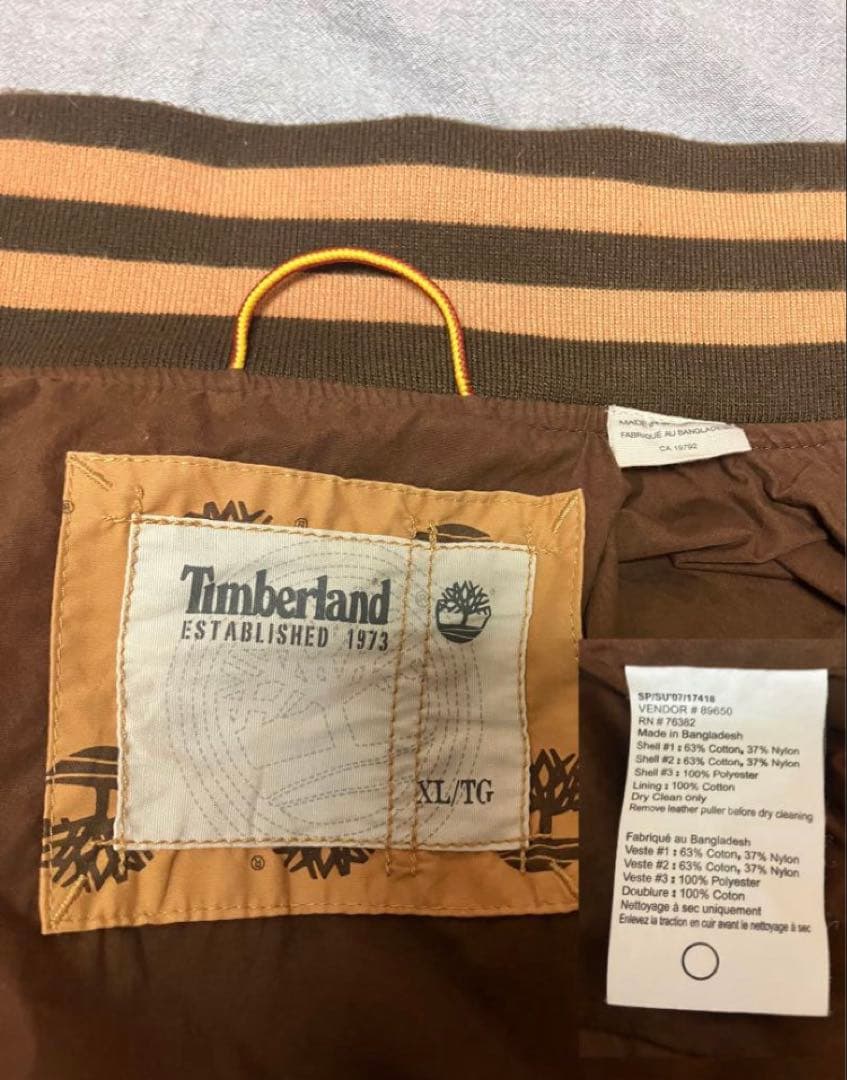 MADE IN
FABRIQUÉ AU BANGLADESH
CA 19792
Timberland®
ESTABLISHED 1973
®
XL/TG
®
SP/SU'07/17418
VENDOR # 89650
RN # 76382
Made in Bangladesh
Shell #1 : 63% Cotton, 37% Nylon
Shell #2 : 63% Cotton, 37% Nylon
Shell #3 : 100% Polyester
Lining : 100% Cotton
Dry Clean only
Remove leather puller before dry cleaning
Fabriqué au Bangladesh
Veste #1 : 63% Coton, 37% Nylon
Veste #2 : 63% Coton, 37% Nylon
Veste #3 : 100% Polyester
Doublure : 100% Coton
Nettoyage à sec uniquement
Enlevez la traction en cuir avant le nettoyage à sec